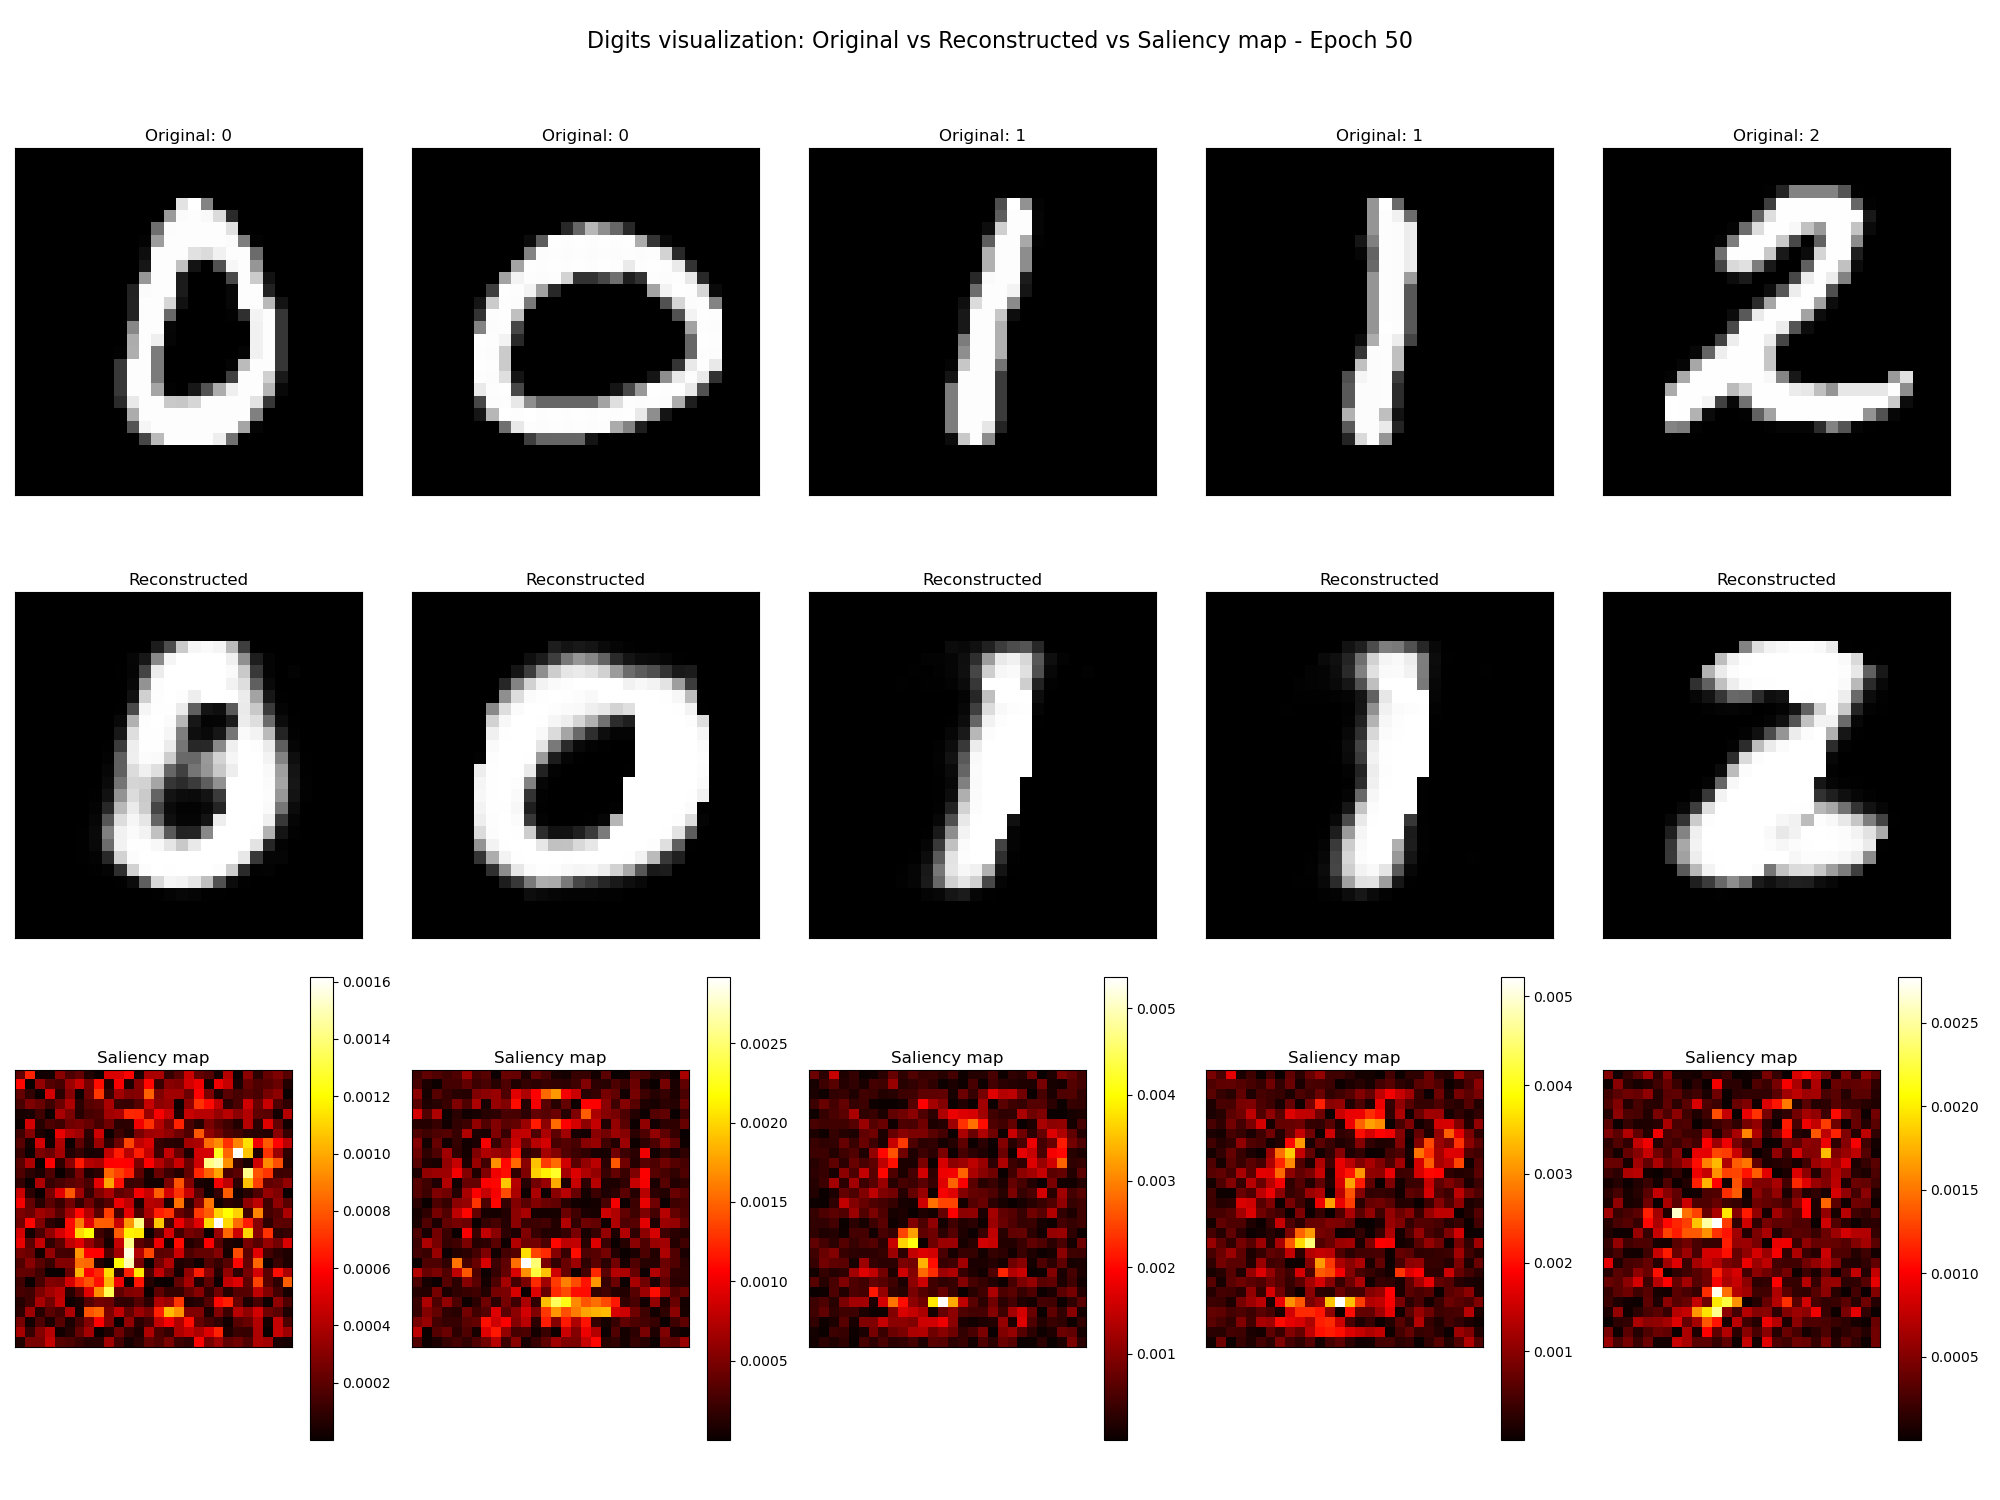 Digits visualization: Original vs Reconstructed vs Saliency map - Epoch 50
Original: 0
Original: 0
Original: 1
Original: 1
Original: 2
Reconstructed
Reconstructed
Reconstructed
Reconstructed
Reconstructed
Saliency map
0.0016
0.0014
0.0012
0.0010
0.0008
0.0006
0.0004
0.0002
Saliency map
0.0025
0.0020
0.0015
0.0010
0.0005
Saliency map
0.005
0.004
0.003
0.002
0.001
Saliency map
0.005
0.004
0.003
0.002
0.001
Saliency map
0.0025
0.0020
0.0015
0.0010
0.0005